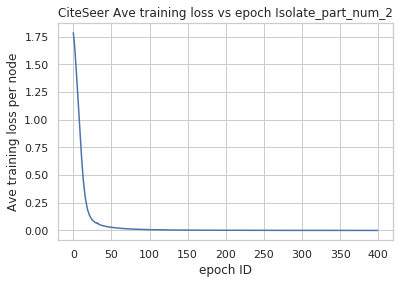 CiteSeer Ave training loss vs epoch Isolate_part_num_2
Ave training loss per node
1.75
1.50
1.25
1.00
0.75
0.50
0.25
0.00
0 50 100 150 200 250 300 350 400
epoch ID